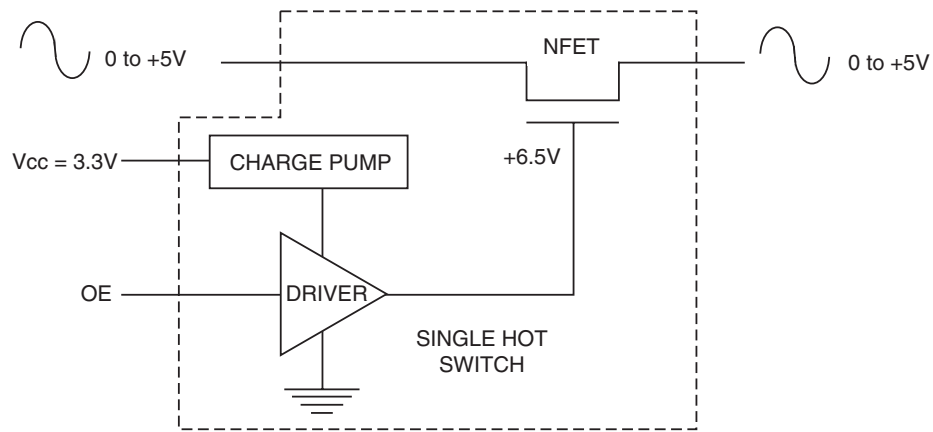 NFET
0 to +5V
0 to +5V
Vcc = 3.3V
CHARGE PUMP
+6.5V
OE
DRIVER
SINGLE HOT
SWITCH